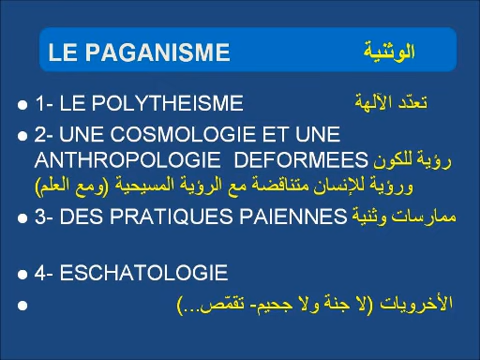 LE PAGANISME الوثنية
1- LE POLYTHEISME تعدّد الآلهة
2- UNE COSMOLOGIE ET UNE
ANTHROPOLOGIE DEFORMEES رؤية للكون
ورؤية للإنسان متناقضة مع الرؤية المسيحية (ومع العلم)
3- DES PRATIQUES PAIENNES ممارسات وثنية
4- ESCHATOLOGIE
الأخرويات (لا جنة ولا جحيم- تقمّص...)